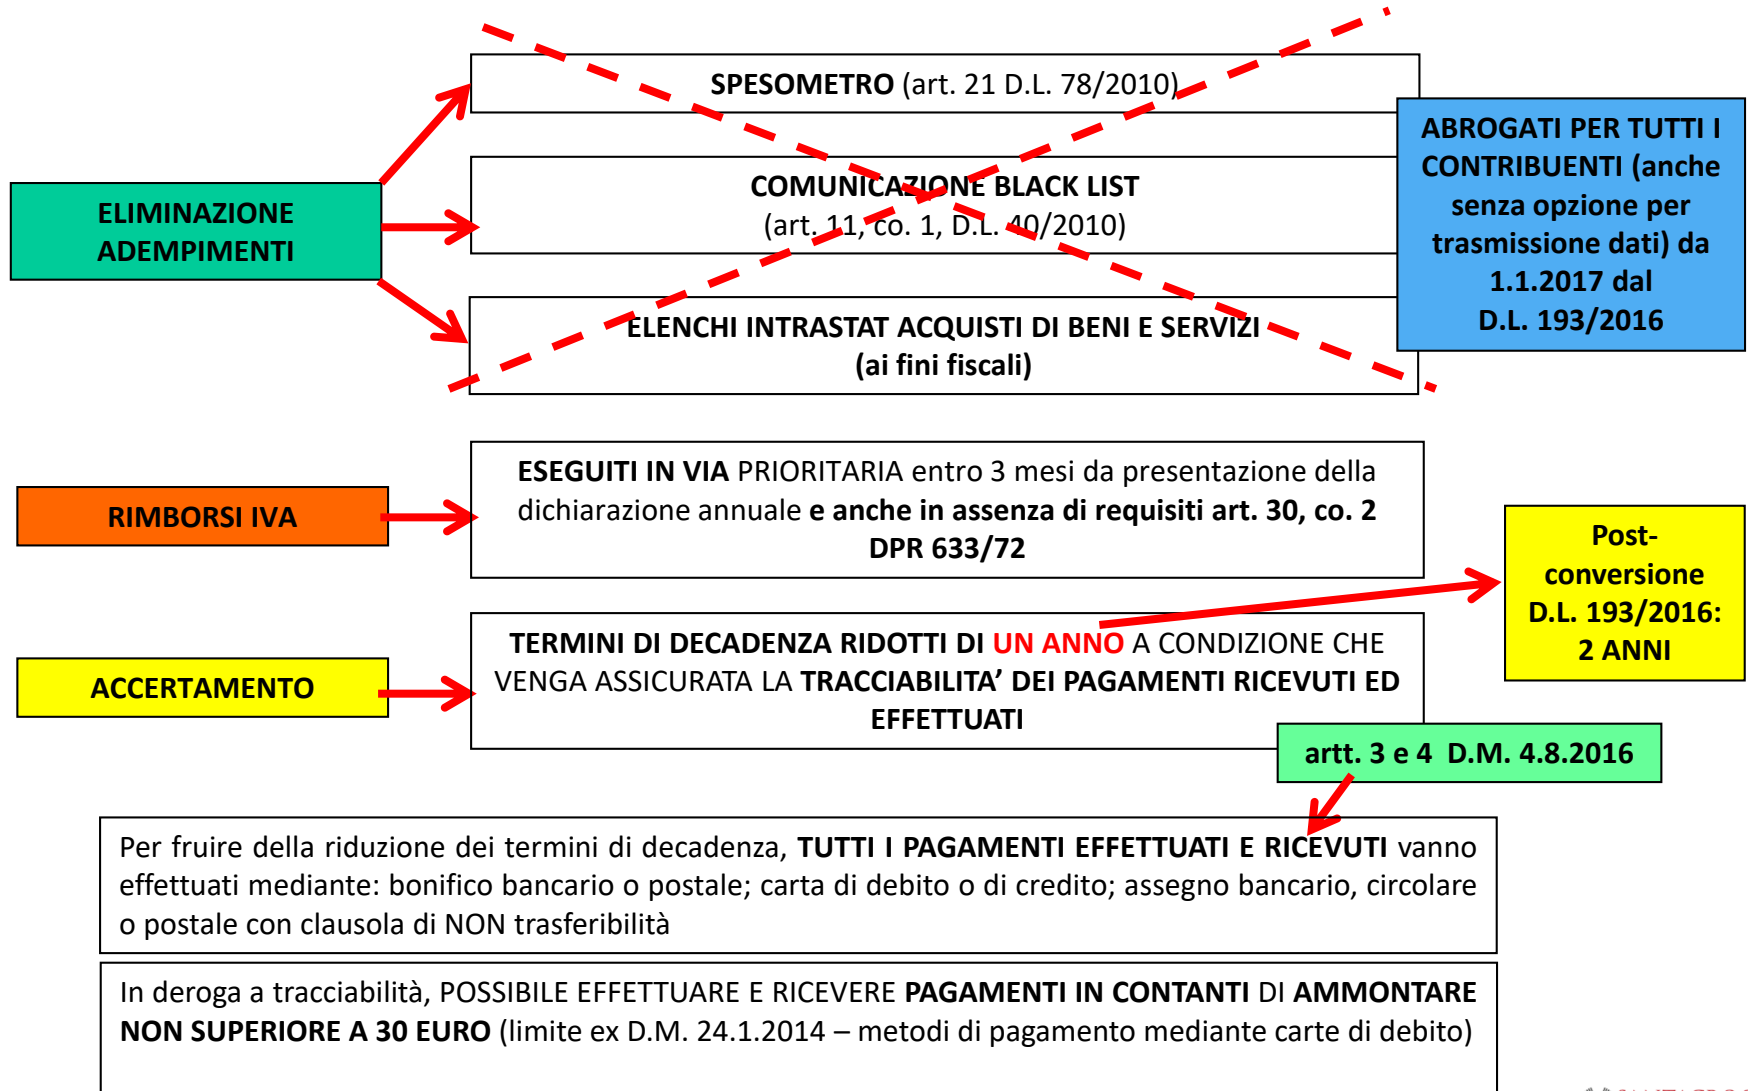 SPESOMETRO (art. 21 D.L. 78/2010)
ABROGATI PER TUTTI I
CONTRIBUENTI (anche
senza opzione per
trasmissione dati) da
1.1.2017 dal
D.L. 193/2016
COMUNICAZIONE BLACK LIST
(art. 11, co. 1, D.L. 40/2010)
ELIMINAZIONE
ADEMPIMENTI
ELENCHI INTRASTAT ACQUISTI DI BENI E SERVIZI
(ai fini fiscali)
RIMBORSI IVA
ESEGUITI IN VIA PRIORITARIA entro 3 mesi da presentazione della
dichiarazione annuale e anche in assenza di requisiti art. 30, co. 2
DPR 633/72
Post-
conversione
D.L. 193/2016:
2 ANNI
ACCERTAMENTO
TERMINI DI DECADENZA RIDOTTI DI UN ANNO A CONDIZIONE CHE
VENGA ASSICURATA LA TRACCIABILITA’ DEI PAGAMENTI RICEVUTI ED
EFFETTUATI
artt. 3 e 4 D.M. 4.8.2016
Per fruire della riduzione dei termini di decadenza, TUTTI I PAGAMENTI EFFETTUATI E RICEVUTI vanno
effettuati mediante: bonifico bancario o postale; carta di debito o di credito; assegno bancario, circolare
o postale con clausola di NON trasferibilità
In deroga a tracciabilità, POSSIBILE EFFETTUARE E RICEVERE PAGAMENTI IN CONTANTI DI AMMONTARE
NON SUPERIORE A 30 EURO (limite ex D.M. 24.1.2014 – metodi di pagamento mediante carte di debito)